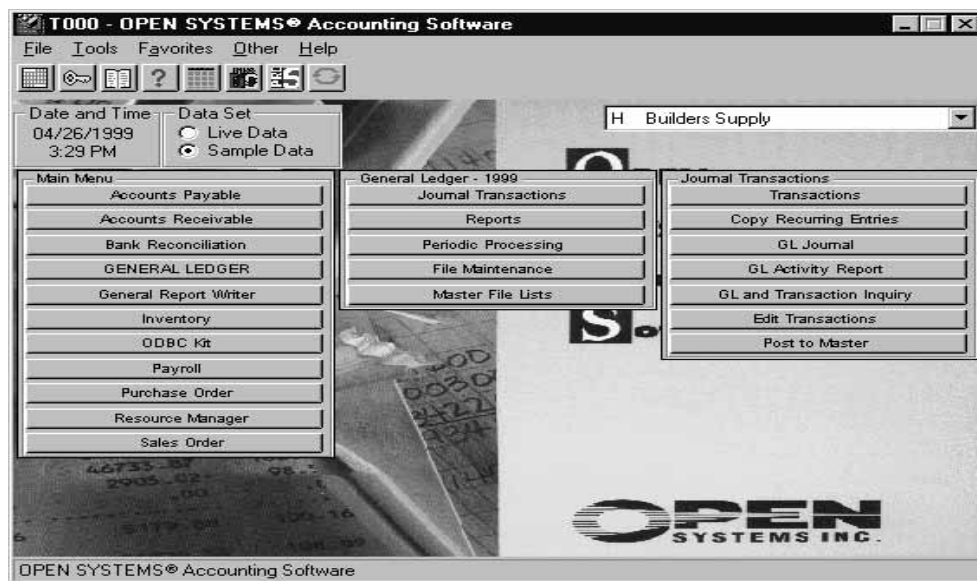 T000 - OPEN SYSTEMS® Accounting Software
File Tools Favorites Other Help
Date and Time
04/26/1999
3:29 PM
Data Set
Live Data
Sample Data
H Builders Supply
Main Menu
Accounts Payable
Accounts Receivable
Bank Reconciliation
GENERAL LEDGER
General Report Writer
Inventory
ODBC Kit
Payroll
Purchase Order
Resource Manager
Sales Order
General Ledger - 1999
Journal Transactions
Reports
Periodic Processing
File Maintenance
Master File Lists
Journal Transactions
Transactions
Copy Recurring Entries
GL Journal
GL Activity Report
GL and Transaction Inquiry
Edit Transactions
Post to Master
OPEN
SYSTEMS INC.
OPEN SYSTEMS® Accounting Software